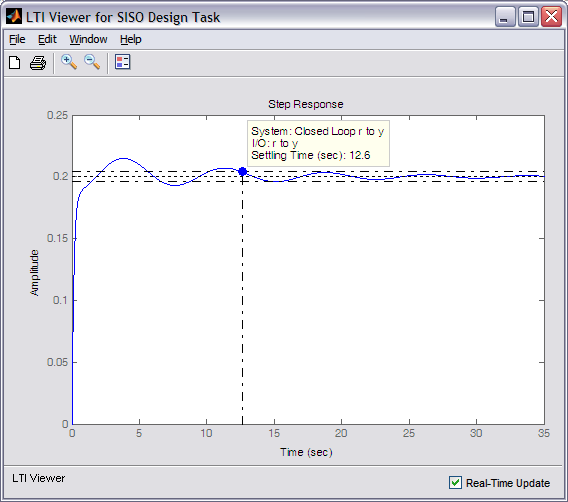 LTI Viewer for SISO Design Task
File Edit Window Help
Step Response
System: Closed Loop r to y
I/O: r to y
Settling Time (sec): 12.6
0.25
0.2
0.15
0.1
0.05
0
Amplitude
0 5 10 15 20 25 30 35
Time (sec)
LTI Viewer
Real-Time Update